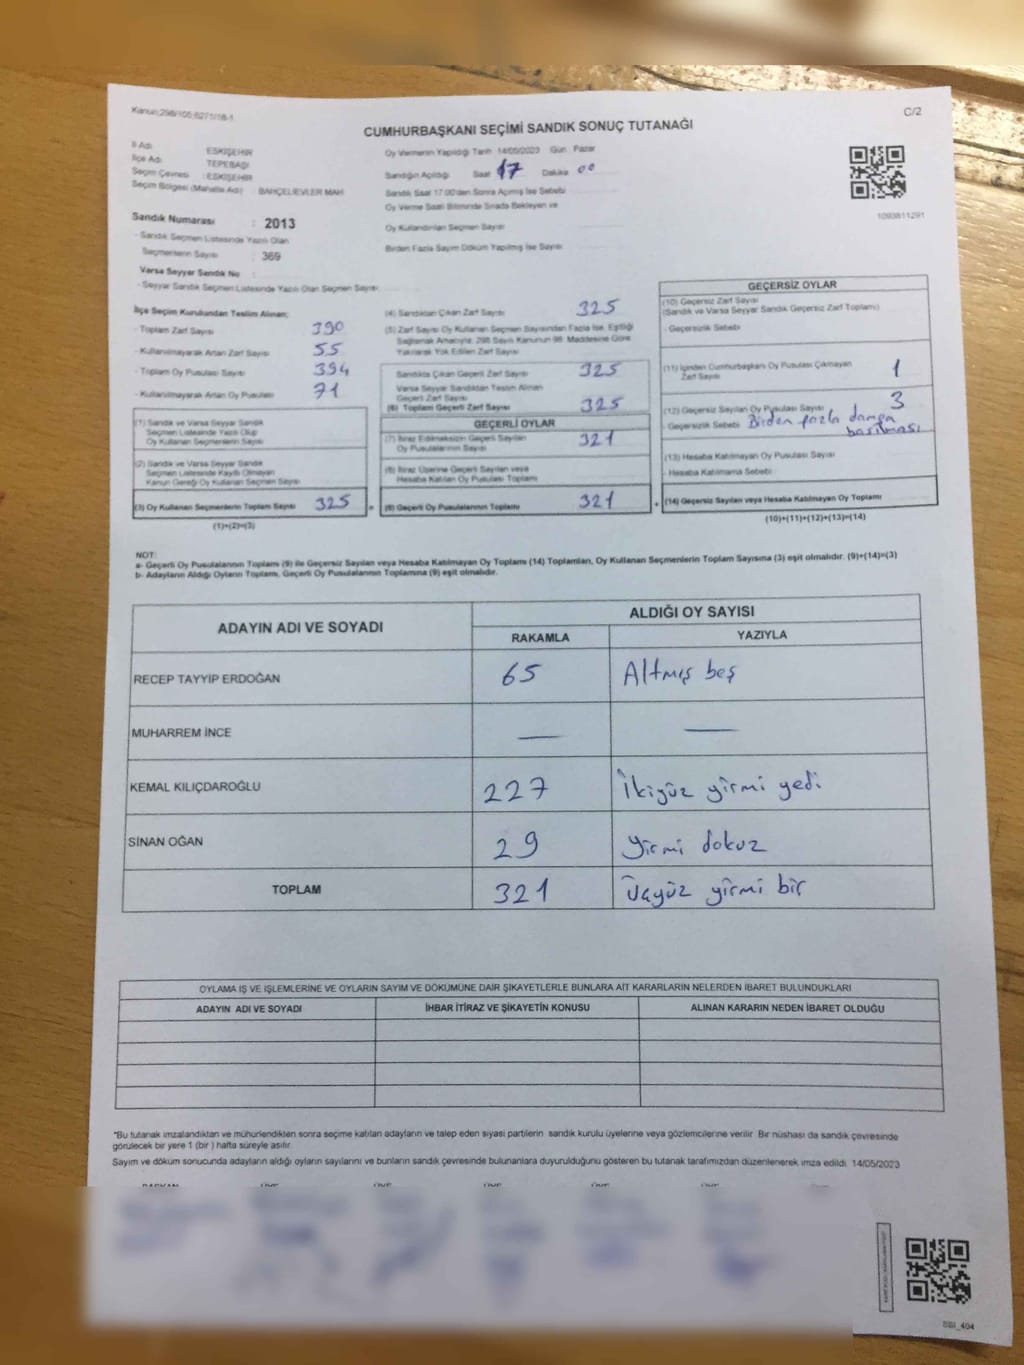 Kanun;298/105;6271/18-1
C/2
CUMHURBAŞKANI SEÇİMİ SANDIK SONUÇ TUTANAĞI
İl Adı : ESKİŞEHİR
İlçe Adı : TEPEBAŞI
Seçim Çevresi : ESKİŞEHİR
Seçim Bölgesi (Mahalle Adı) : BAHÇELİEVLER MAH
Sandık Numarası : 2013
- Sandık Seçmen Listesinde Yazılı Olan
Seçmenlerin Sayısı : 369
Varsa Seyyar Sandık No :
- Seyyar Sandık Seçmen Listesinde Yazılı Olan Seçmen Sayısı:
Oy Vermenin Yapıldığı Tarih 14/05/2023 Gün : Pazar
Sandığın Açıldığı Saat 17 Dakika 00
Sandık Saat 17.00'den Sonra Açılmış İse Sebebi
Oy Verme Saati Bitiminde Sırada Bekleyen ve
Oy Kullandırılan Seçmen Sayısı
Birden Fazla Sayım Döküm Yapılmış İse Sayısı
1093811291
İlçe Seçim Kurulundan Teslim Alınan;
- Toplam Zarf Sayısı 390
- Kullanılmayarak Artan Zarf Sayısı 55
- Toplam Oy Pusulası Sayısı 394
- Kullanılmayarak Artan Oy Pusulası 71
(1) Sandık ve Varsa Seyyar Sandık
Seçmen Listesinde Yazılı Olup
Oy Kullanan Seçmenlerin Sayısı
(2) Sandık ve Varsa Seyyar Sandık
Seçmen Listesinde Kayıtlı Olmayan
Kanun Gereği Oy Kullanan Seçmen Sayısı
(3) Oy Kullanan Seçmenlerin Toplam Sayısı 325
(1)+(2)=(3)
(4) Sandıktan Çıkan Zarf Sayısı 325
(5) Zarf Sayısı Oy Kullanan Seçmen Sayısından Fazla İse, Eşitliği
Sağlamak Amacıyla; 298 Sayılı Kanunun 98. Maddesine Göre
Yakılarak Yok Edilen Zarf Sayısı
Sandıkta Çıkan Geçerli Zarf Sayısı 325
Varsa Seyyar Sandıktan Teslim Alınan
Geçerli Zarf Sayısı
(6) Toplam Geçerli Zarf Sayısı 325
GEÇERLİ OYLAR
(7) İtiraz Edilmeksizin Geçerli Sayılan
Oy Pusulalarının Sayısı 321
(8) İtiraz Üzerine Geçerli Sayılan veya
Hesaba Katılan Oy Pusulası Toplamı
(9) Geçerli Oy Pusulalarının Toplamı 321
GEÇERSİZ OYLAR
(10) Geçersiz Zarf Sayısı
(Sandık ve Varsa Seyyar Sandık Geçersiz Zarf Toplamı)
- Geçersizlik Sebebi
(11) İçinden Cumhurbaşkanı Oy Pusulası Çıkmayan
Zarf Sayısı 1
(12) Geçersiz Sayılan Oy Pusulası Sayısı 3
- Geçersizlik Sebebi Birden fazla damga
basılması
(13) Hesaba Katılmayan Oy Pusulası Sayısı
- Hesaba Katılmama Sebebi
(14) Geçersiz Sayılan veya Hesaba Katılmayan Oy Toplamı
(10)+(11)+(12)+(13)=(14)
NOT:
a- Geçerli Oy Pusulalarının Toplamı (9) ile Geçersiz Sayılan veya Hesaba Katılmayan Oy Toplamı (14) Toplamları, Oy Kullanan Seçmenlerin Toplam Sayısına (3) eşit olmalıdır. (9)+(14)=(3)
b- Adayların Aldığı Oyların Toplamı, Geçerli Oy Pusulalarının Toplamına (9) eşit olmalıdır.
ADAYIN ADI VE SOYADI
ALDIĞI OY SAYISI
RAKAMLA YAZIYLA
RECEP TAYYİP ERDOĞAN 65 Altmış beş
MUHARREM İNCE — —
KEMAL KILIÇDAROĞLU 227 İkiyüz yirmi yedi
SİNAN OĞAN 29 yirmi dokuz
TOPLAM 321 Üçyüz yirmi bir
OYLAMA İŞ VE İŞLEMLERİNE VE OYLARIN SAYIM VE DÖKÜMÜNE DAİR ŞİKAYETLERLE BUNLARA AİT KARARLARIN NELERDEN İBARET BULUNDUKLARI
ADAYIN ADI VE SOYADI İHBAR İTİRAZ VE ŞİKAYETİN KONUSU ALINAN KARARIN NEDEN İBARET OLDUĞU
*Bu tutanak imzalandıktan ve mühürlendikten sonra seçime katılan adayların ve talep eden siyasi partilerin sandık kurulu üyelerine veya gözlemcilerine verilir. Bir nüshası da sandık çevresinde
görülecek bir yere 1 (bir) hafta süreyle asılır.
Sayım ve döküm sonucunda adayların aldığı oyların sayılarını ve bunların sandık çevresinde bulunanlara duyurulduğunu gösteren bu tutanak tarafımızdan düzenlenerek imza edildi. 14/05/2023
BAŞKAN ÜYE ÜYE ÜYE ÜYE ÜYE
BBI_404